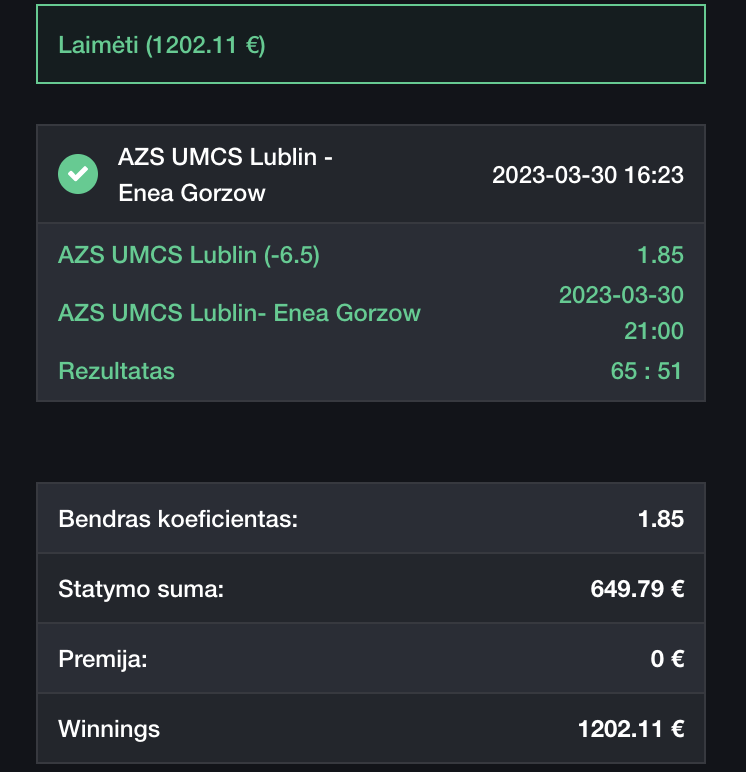 Laimėti (1202.11 €)
AZS UMCS Lublin -
Enea Gorzow
2023-03-30 16:23
AZS UMCS Lublin (-6.5) 1.85
AZS UMCS Lublin- Enea Gorzow
2023-03-30
21:00
Rezultatas 65 : 51
Bendras koeficientas: 1.85
Statymo suma: 649.79 €
Premija: 0 €
Winnings 1202.11 €